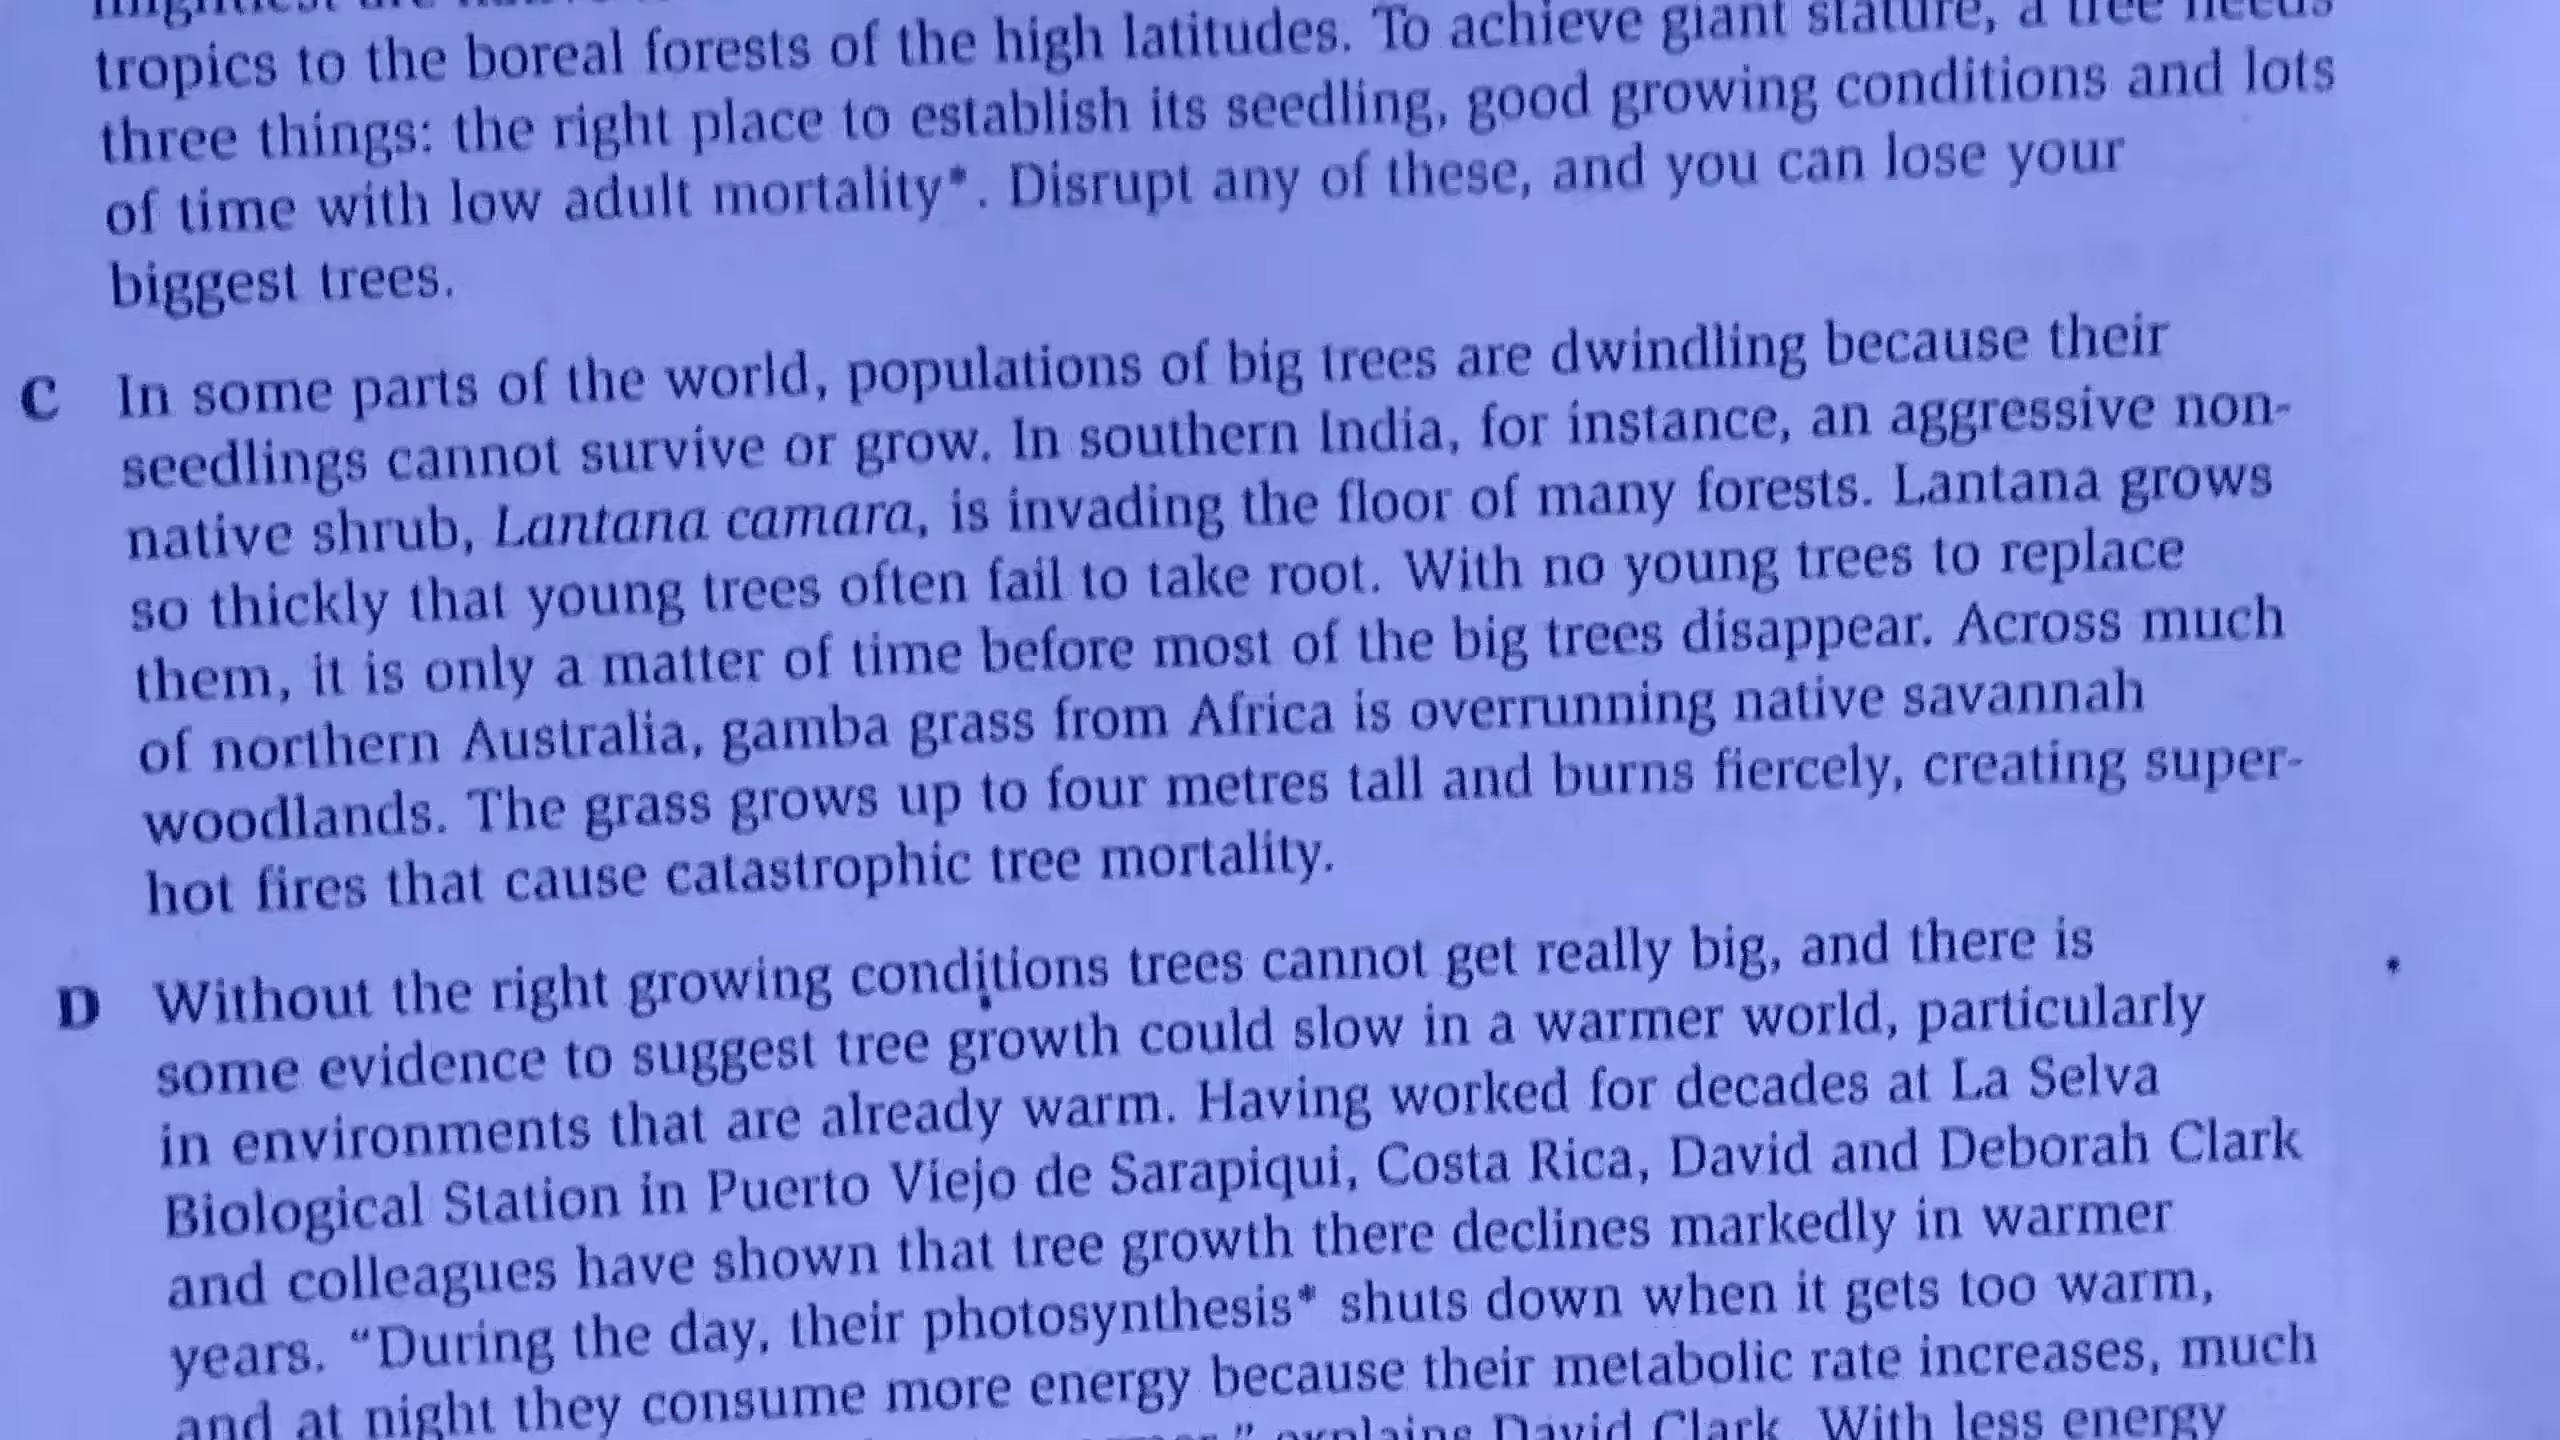 tropics to the boreal forests of the high latitudes. To achieve giant stature, a tree needs
three things: the right place to establish its seedling, good growing conditions and lots
of time with low adult mortality*. Disrupt any of these, and you can lose your
biggest trees.
C In some parts of the world, populations of big trees are dwindling because their
seedlings cannot survive or grow. In southern India, for instance, an aggressive non-
native shrub, Lantana camara, is invading the floor of many forests. Lantana grows
so thickly that young trees often fail to take root. With no young trees to replace
them, it is only a matter of time before most of the big trees disappear. Across much
of northern Australia, gamba grass from Africa is overrunning native savannah
woodlands. The grass grows up to four metres tall and burns fiercely, creating super-
hot fires that cause catastrophic tree mortality.
D Without the right growing conditions trees cannot get really big, and there is
some evidence to suggest tree growth could slow in a warmer world, particularly
in environments that are already warm. Having worked for decades at La Selva
Biological Station in Puerto Viejo de Sarapiqui, Costa Rica, David and Deborah Clark
and colleagues have shown that tree growth there declines markedly in warmer
years. “During the day, their photosynthesis* shuts down when it gets too warm,
and at night they consume more energy because their metabolic rate increases, much
explains David Clark. With less energy